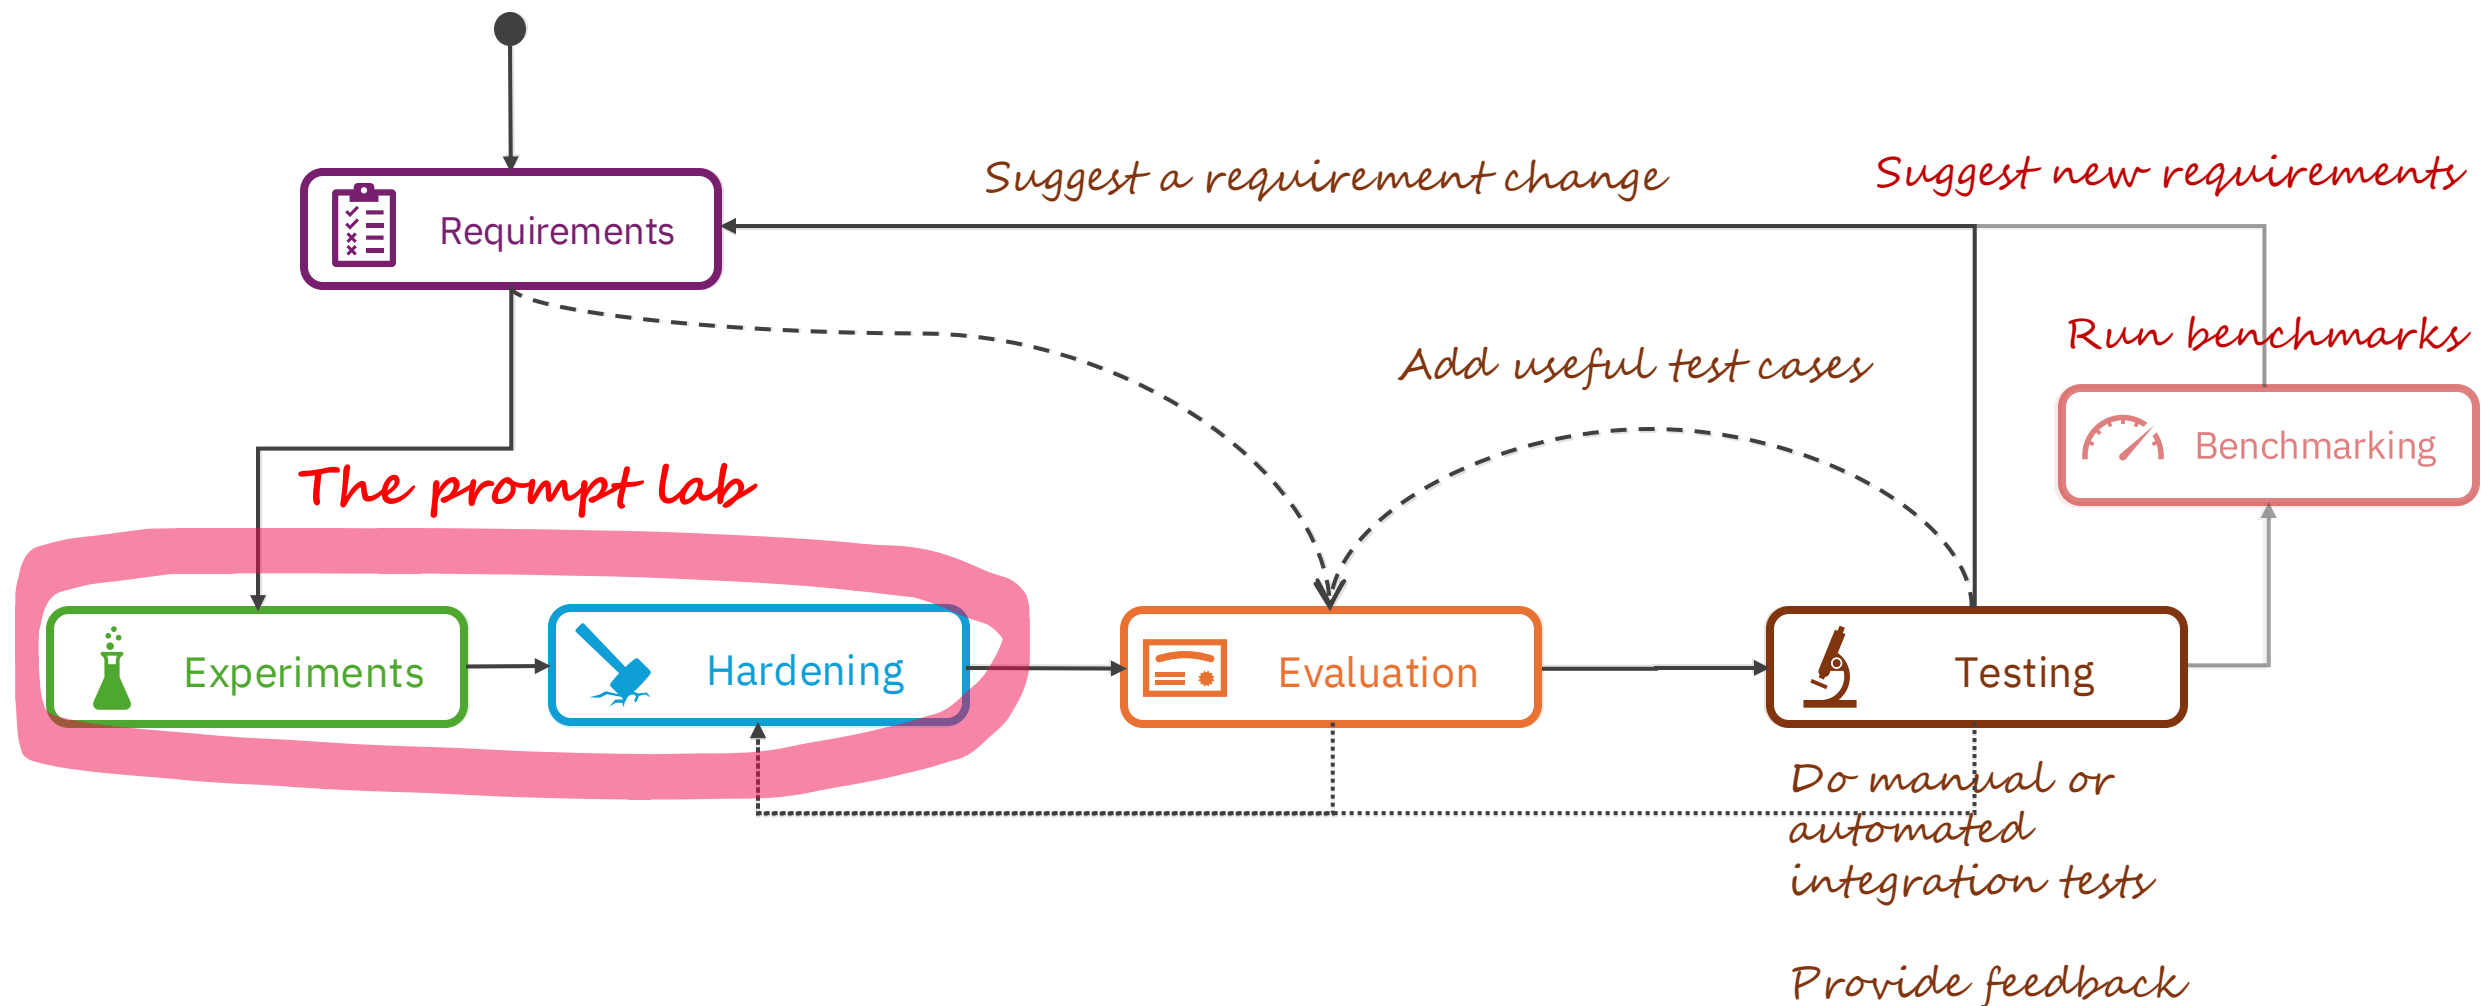 Suggest a requirement change
Suggest new requirements
Requirements
Run benchmarks
Add useful test cases
Benchmarking
The prompt lab
Experiments
Hardening
Evaluation
Testing
Do manual or
automated
integration tests
Provide feedback